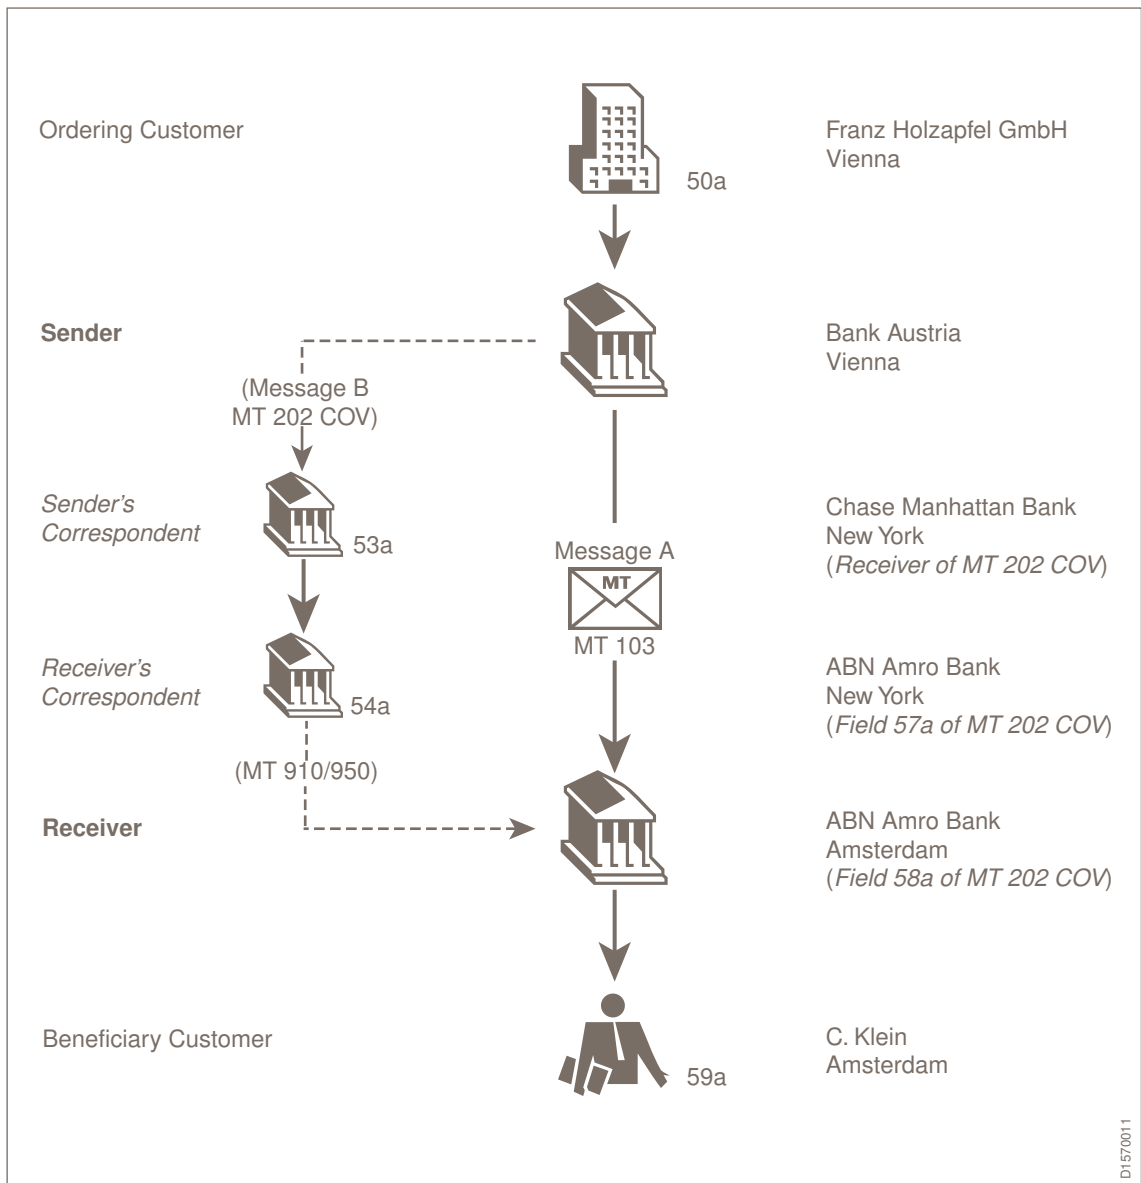 Ordering Customer
50a
Franz Holzapfel GmbH
Vienna
Sender
Bank Austria
Vienna
(Message B
MT 202 COV)
Sender's
Correspondent
53a
Chase Manhattan Bank
New York
(Receiver of MT 202 COV)
Message A
MT
MT 103
Receiver's
Correspondent
54a
ABN Amro Bank
New York
(Field 57a of MT 202 COV)
(MT 910/950)
Receiver
ABN Amro Bank
Amsterdam
(Field 58a of MT 202 COV)
Beneficiary Customer
59a
C. Klein
Amsterdam
D1570011